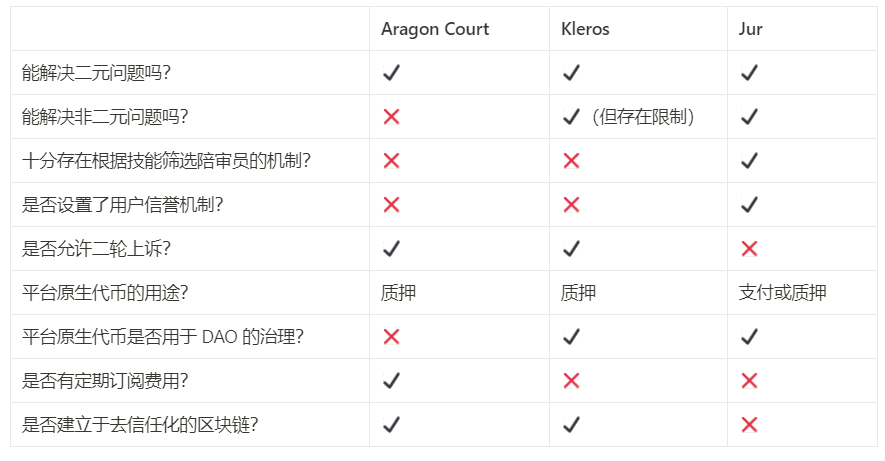 Aragon Court Kleros Jur
能解决二元问题吗? ✓ ✓ ✓
能解决非二元问题吗? ✕ ✓（但存在限制） ✓
十分存在根据技能筛选陪审员的机制? ✕ ✕ ✓
是否设置了用户信誉机制? ✕ ✕ ✓
是否允许二轮上诉? ✓ ✓ ✕
平台原生代币的用途? 质押 质押 支付或质押
平台原生代币是否用于 DAO 的治理? ✕ ✓ ✓
是否有定期订阅费用? ✓ ✕ ✕
是否建立于去信任化的区块链? ✓ ✓ ✕